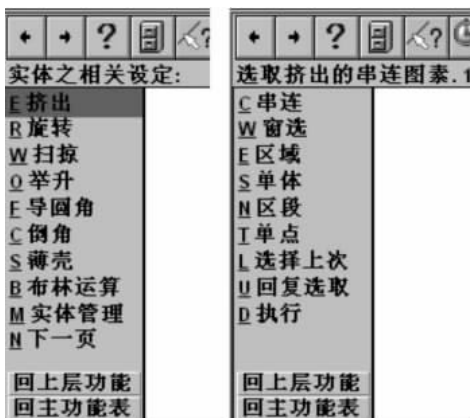 ?
?
实体之相关设定:
E 挤出
R 旋转
W 扫掠
O 举升
F 导圆角
C 倒角
S 薄壳
B 布林运算
M 实体管理
N 下一页
回上层功能
回主功能表
?
?
选取挤出的串连图素.1
C 串连
W 窗选
E 区域
S 单体
N 区段
T 单点
L 选择上次
U 回复选取
D 执行
回上层功能
回主功能表